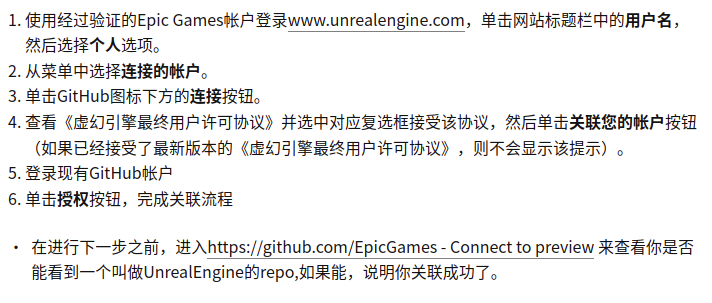 1. 使用经过验证的Epic Games帐户登录www.unrealengine.com，单击网站标题栏中的用户名，
然后选择个人选项。
2. 从菜单中选择连接的帐户。
3. 单击GitHub图标下方的连接按钮。
4. 查看《虚幻引擎最终用户许可协议》并选中对应复选框接受该协议，然后单击关联您的帐户按钮
（如果已经接受了最新版本的《虚幻引擎最终用户许可协议》，则不会显示该提示）。
5. 登录现有GitHub帐户
6. 单击授权按钮，完成关联流程
• 在进行下一步之前，进入https://github.com/EpicGames - Connect to preview 来查看你是否
能看到一个叫做UnrealEngine的repo,如果能，说明你关联成功了。